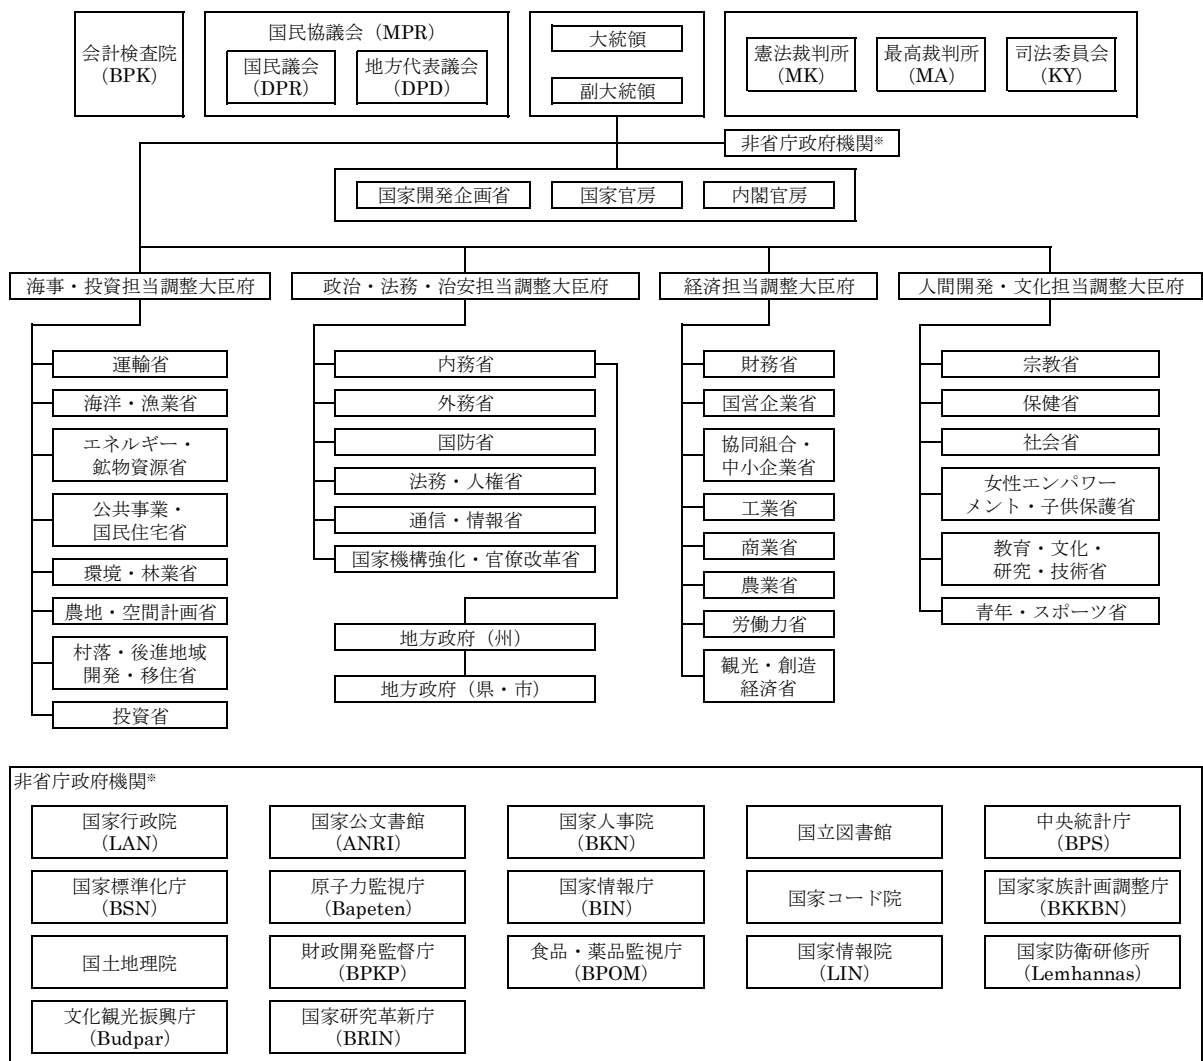 会計検査院
(BPK)
国民協議会（MPR）
国民議会
(DPR)
地方代表議会
(DPD)
大統領
副大統領
憲法裁判所
(MK)
最高裁判所
(MA)
司法委員会
(KY)
非省庁政府機関※
国家開発企画省
国家官房
内閣官房
海事・投資担当調整大臣府
運輸省
海洋・漁業省
エネルギー・
鉱物資源省
公共事業・
国民住宅省
環境・林業省
農地・空間計画省
村落・後進地域
開発・移住省
投資省
政治・法務・治安担当調整大臣府
内務省
外務省
国防省
法務・人権省
通信・情報省
国家機構強化・官僚改革省
地方政府（州）
地方政府（県・市）
経済担当調整大臣府
財務省
国営企業省
協同組合・
中小企業省
工業省
商業省
農業省
労働力省
観光・創造
経済省
人間開発・文化担当調整大臣府
宗教省
保健省
社会省
女性エンパワー
メント・子供保護省
教育・文化・
研究・技術省
青年・スポーツ省
非省庁政府機関※
国家行政院
(LAN)
国家公文書館
(ANRI)
国家人事院
(BKN)
国立図書館
中央統計庁
(BPS)
国家標準化庁
(BSN)
原子力監視庁
(Bapeten)
国家情報庁
(BIN)
国家コード院
国家家族計画調整庁
(BKKBN)
国土地理院
財政開発監督庁
(BPKP)
食品・薬品監視庁
(BPOM)
国家情報院
(LIN)
国家防衛研修所
(Lemhannas)
文化観光振興庁
(Budpar)
国家研究革新庁
(BRIN)